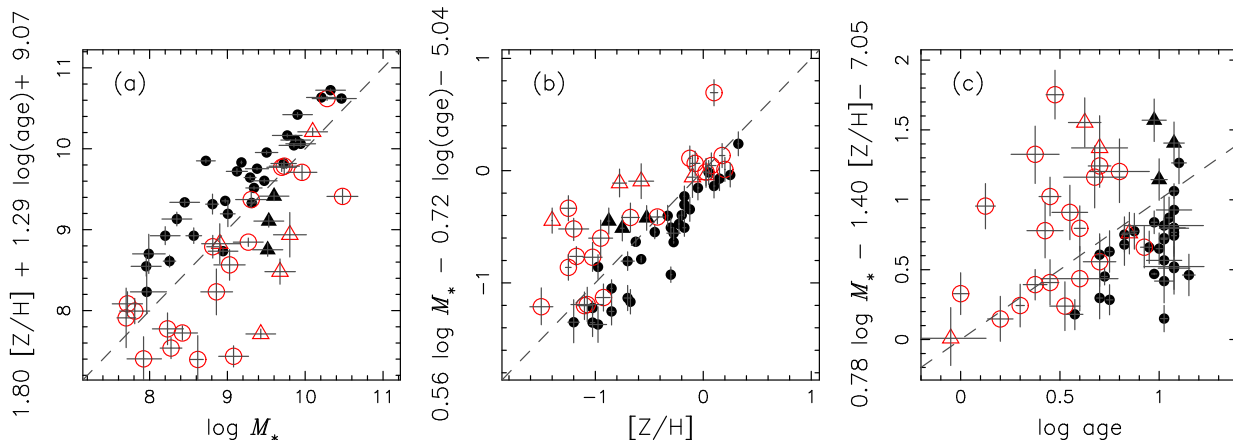 1.80 [Z/H] + 1.29 log(age)+ 9.07
(a)
11
10
9
8
8 9 10 11
log M*
0.56 log M* − 0.72 log(age) − 5.04
(b)
1
0
−1
−1 0 1
[Z/H]
0.78 log M* − 1.40 [Z/H]− 7.05
(c)
2
1.5
1
0.5
0
0 0.5 1
log age